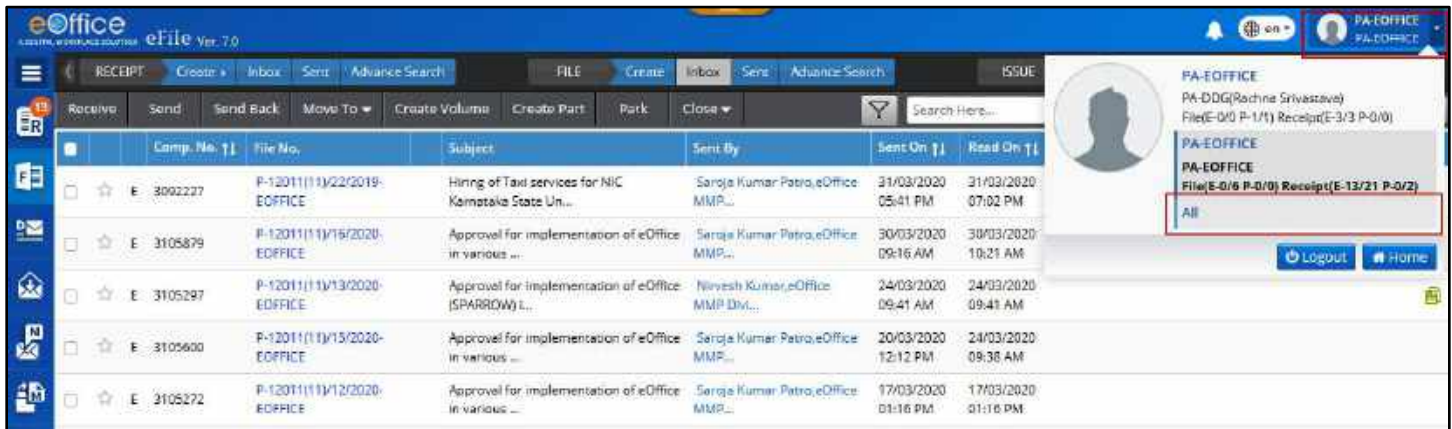 eOffice
A DIGITAL WORKPLACE SOLUTION eFile Ver. 7.0
en
PA-EOFFICE
PA-EOFFICE
RECEIPT Create Inbox Sent Advance Search FILE Create Inbox Sent Advance Search ISSUE
Receive Send Send Back Move To Create Volume Create Part Park Close Search Here...
Comp. No. File No. Subject Sent By Sent On Read On
E 3092227 P-12011(11)/22/2019- Hiring of Taxi services for NIC Saroja Kumar Patro,eOffice 31/03/2020 31/03/2020
EOFFICE Karnataka State Un... MMP... 05:41 PM 07:02 PM
E 3105879 P-12011(11)/16/2020- Approval for implementation of eOffice Saroja Kumar Patro,eOffice 30/03/2020 30/03/2020
EOFFICE in various ... MMP... 09:16 AM 10:21 AM
E 3105297 P-12011(11)/13/2020- Approval for implementation of eOffice Nirvesh Kumar,eOffice 24/03/2020 24/03/2020
EOFFICE (SPARROW) i... MMP Divi... 09:41 AM 09:41 AM
E 3105600 P-12011(11)/15/2020- Approval for implementation of eOffice Saroja Kumar Patro,eOffice 20/03/2020 24/03/2020
EOFFICE in various ... MMP... 12:12 PM 09:38 AM
E 3105272 P-12011(11)/12/2020- Approval for implementation of eOffice Saroja Kumar Patro,eOffice 17/03/2020 17/03/2020
EOFFICE in various ... MMP... 01:16 PM 01:16 PM
PA-EOFFICE
PA-DDG(Rachna Srivastava)
File(E-0/0 P-1/1) Receipt(E-3/3 P-0/0)
PA-EOFFICE
PA-EOFFICE
File(E-0/6 P-0/0) Receipt(E-13/21 P-0/2)
All
Logout Home
R
F
D
N
M